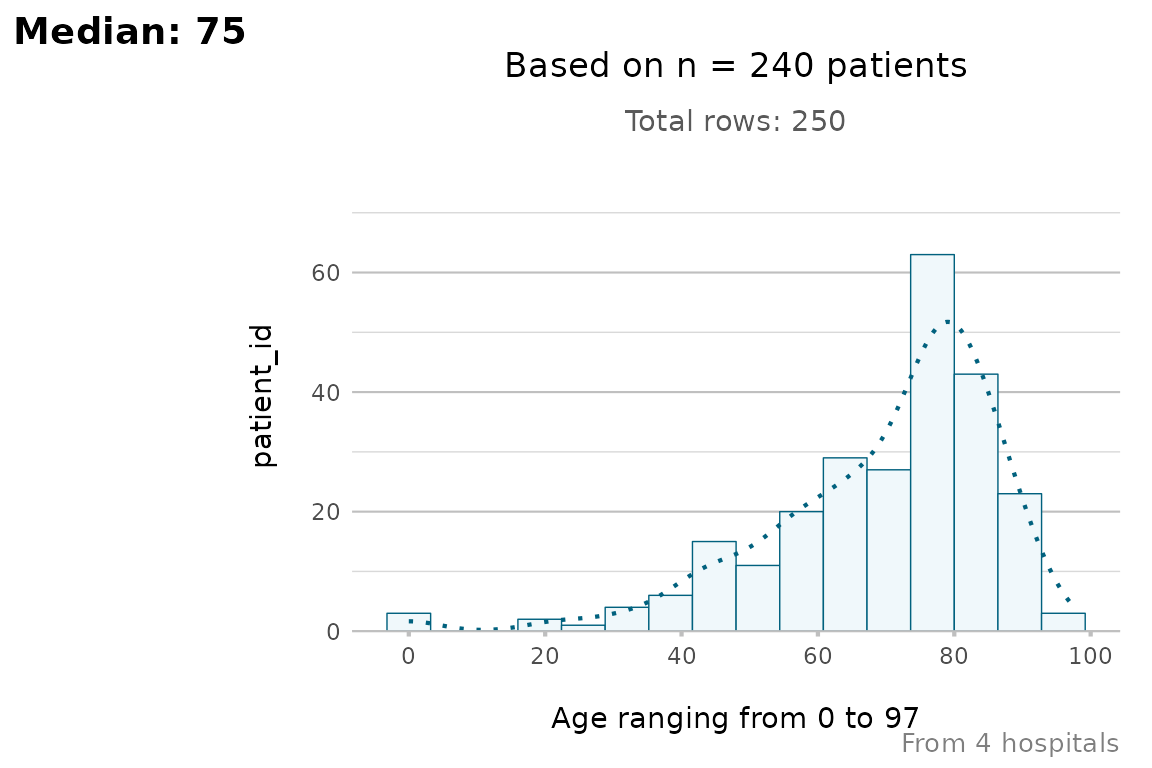 Median: 75
Based on n = 240 patients
Total rows: 250
patient_id
60
40
20
0
0 20 40 60 80 100
Age ranging from 0 to 97
From 4 hospitals